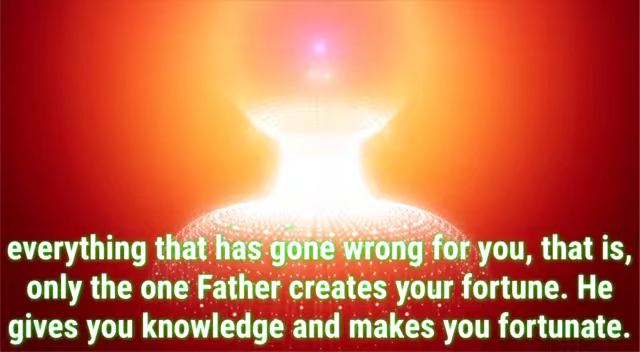 everything that has gone wrong for you, that is,
only the one Father creates your fortune. He
gives you knowledge and makes you fortunate.